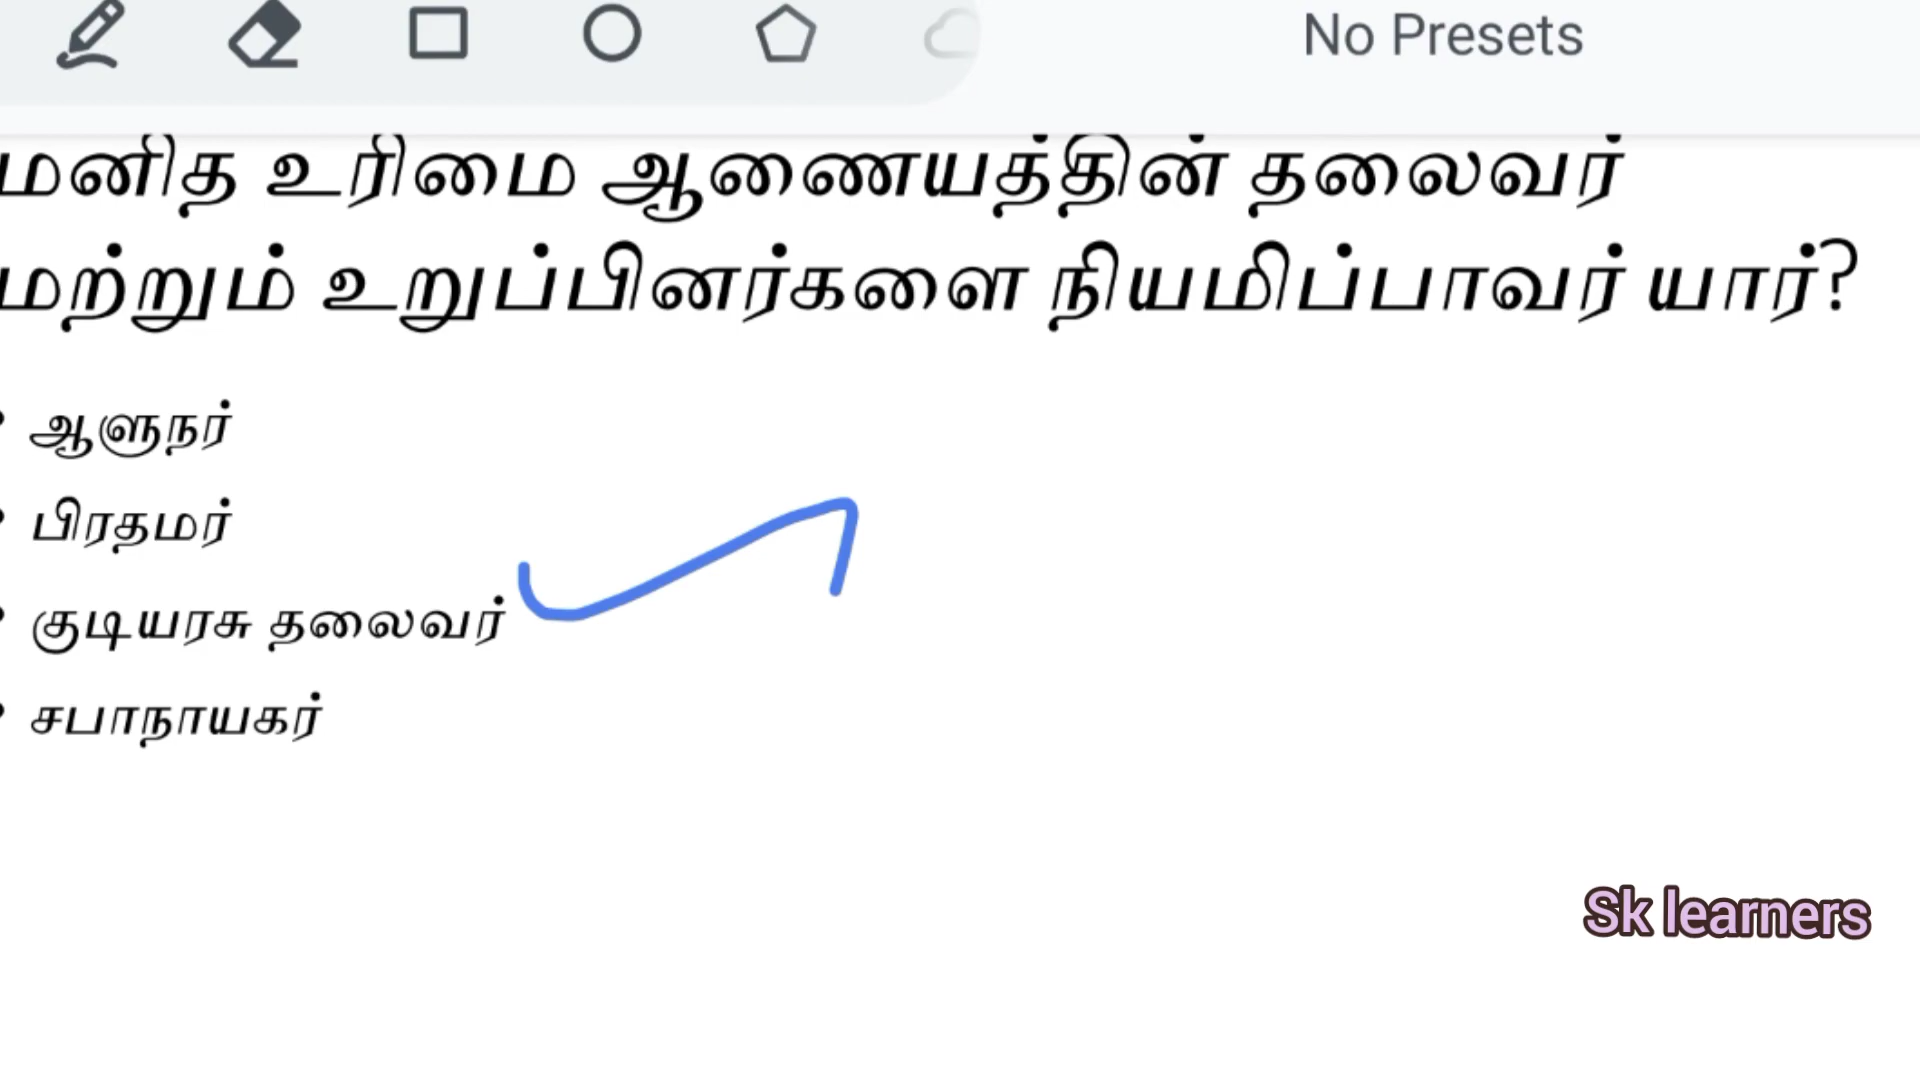 No Presets
மனித உரிமை ஆணையத்தின் தலைவர்
மற்றும் உறுப்பினர்களை நியமிப்பாவர் யார்?
ஆளுநர்
பிரதமர்
குடியரசு தலைவர்
சபாநாயகர்
Sk learners